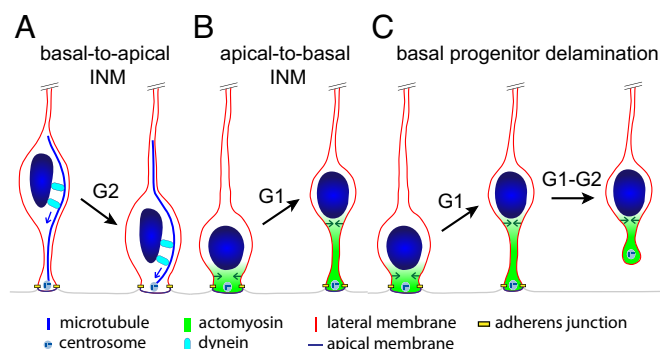 A
basal-to-apical
INM
G2
B
apical-to-basal
INM
G1
C
basal progenitor delamination
G1
G1-G2
microtubule
actomyosin
lateral membrane
adherens junction
centrosome
dynein
apical membrane